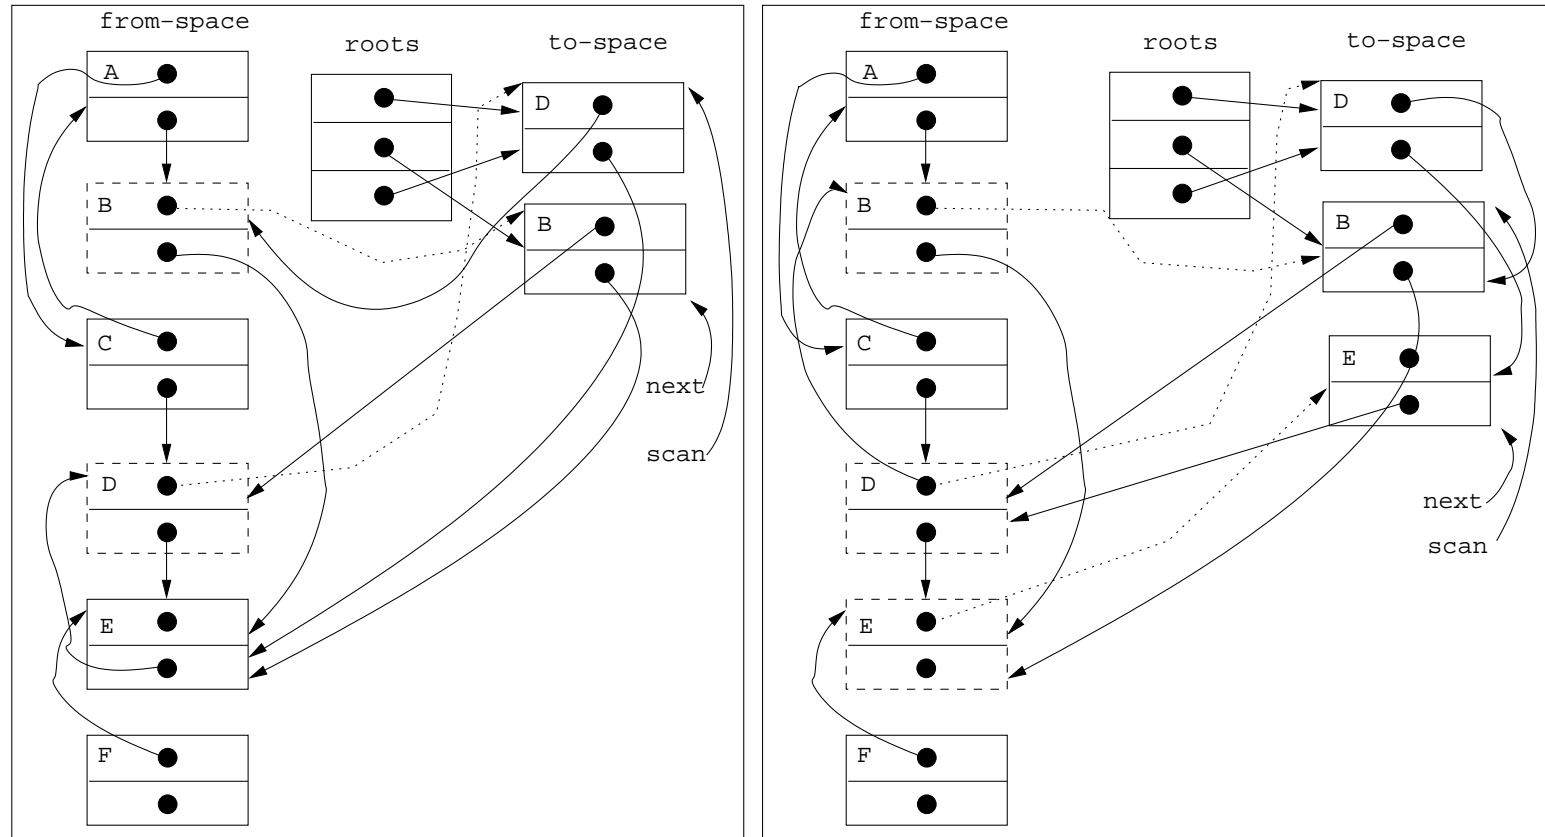 from-space
roots
to-space
A
D
B
B
C
next
scan
D
E
F
from-space
roots
to-space
A
D
B
B
C
E
D
next
scan
E
F